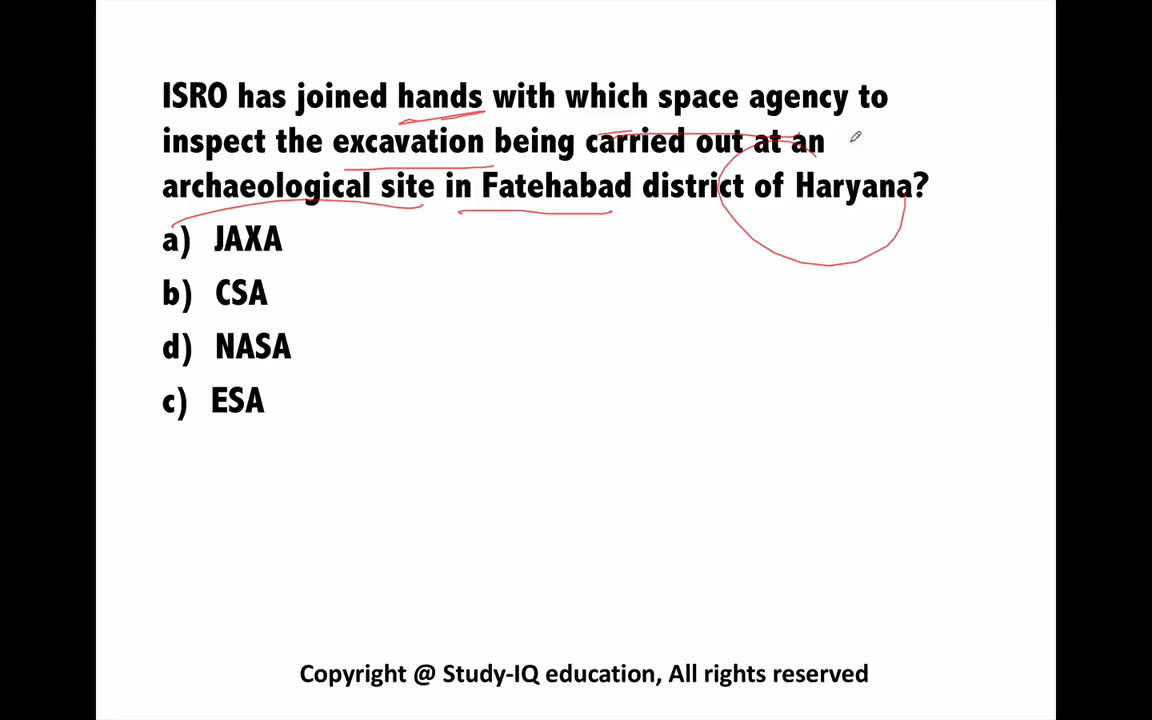 ISRO has joined hands with which space agency to
inspect the excavation being carried out at an
archaeological site in Fatehabad district of Haryana?
a) JAXA
b) CSA
d) NASA
c) ESA
Copyright @ Study-IQ education, All rights reserved